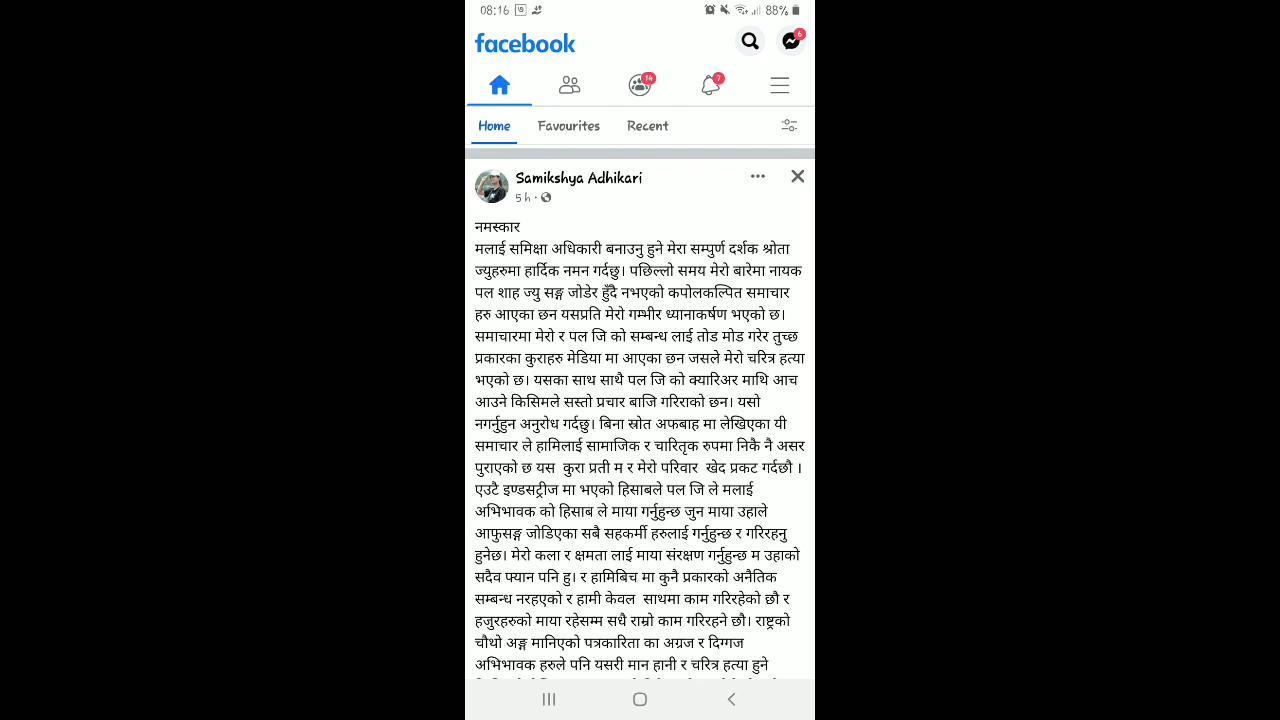 08:16
88%
facebook
6
14
7
Home Favourites Recent
Samikshya Adhikari
5 h ·
नमस्कार
मलाई समिक्षा अधिकारी बनाउनु हुने मेरा सम्पुर्ण दर्शक श्रोता
ज्युहरुमा हार्दिक नमन गर्दछु। पछिल्लो समय मेरो बारेमा नायक
पल शाह ज्यु सङ्ग जोडेर हुँदै नभएको कपोलकल्पित समाचार
हरु आएका छन यसप्रति मेरो गम्भीर ध्यानाकर्षण भएको छ।
समाचारमा मेरो र पल जि को सम्बन्ध लाई तोड मोड गरेर तुच्छ
प्रकारका कुराहरु मेडिया मा आएका छन जसले मेरो चरित्र हत्या
भएको छ। यसका साथ साथै पल जि को क्यारिअर माथि आच
आउने किसिमले सस्तो प्रचार बाजि गरिराको छन। यसो
नगर्नुहुन अनुरोध गर्दछु। बिना स्रोत अफबाह मा लेखिएका यी
समाचार ले हामिलाई सामाजिक र चारितृक रुपमा निकै नै असर
पुराएको छ यस कुरा प्रती म र मेरो परिवार खेद प्रकट गर्दछौ ।
एउटै इण्डसट्रीज मा भएको हिसाबले पल जि ले मलाई
अभिभावक को हिसाब ले माया गर्नुहुन्छ जुन माया उहाले
आफुसङ्ग जोडिएका सबै सहकर्मी हरुलाई गर्नुहुन्छ र गरिरहनु
हुनेछ। मेरो कला र क्षमता लाई माया संरक्षण गर्नुहुन्छ म उहाको
सदैव फ्यान पनि हु। र हामिबिच मा कुनै प्रकारको अनैतिक
सम्बन्ध नरहएको र हामी केवल साथमा काम गरिरहेको छौ र
हजुरहरुको माया रहेसम्म सधै राम्रो काम गरिरहने छौ। राष्ट्रको
चौथो अङ्ग मानिएको पत्रकारिता का अग्रज र दिग्गज
अभिभावक हरुले पनि यसरी मान हानी र चरित्र हत्या हुने